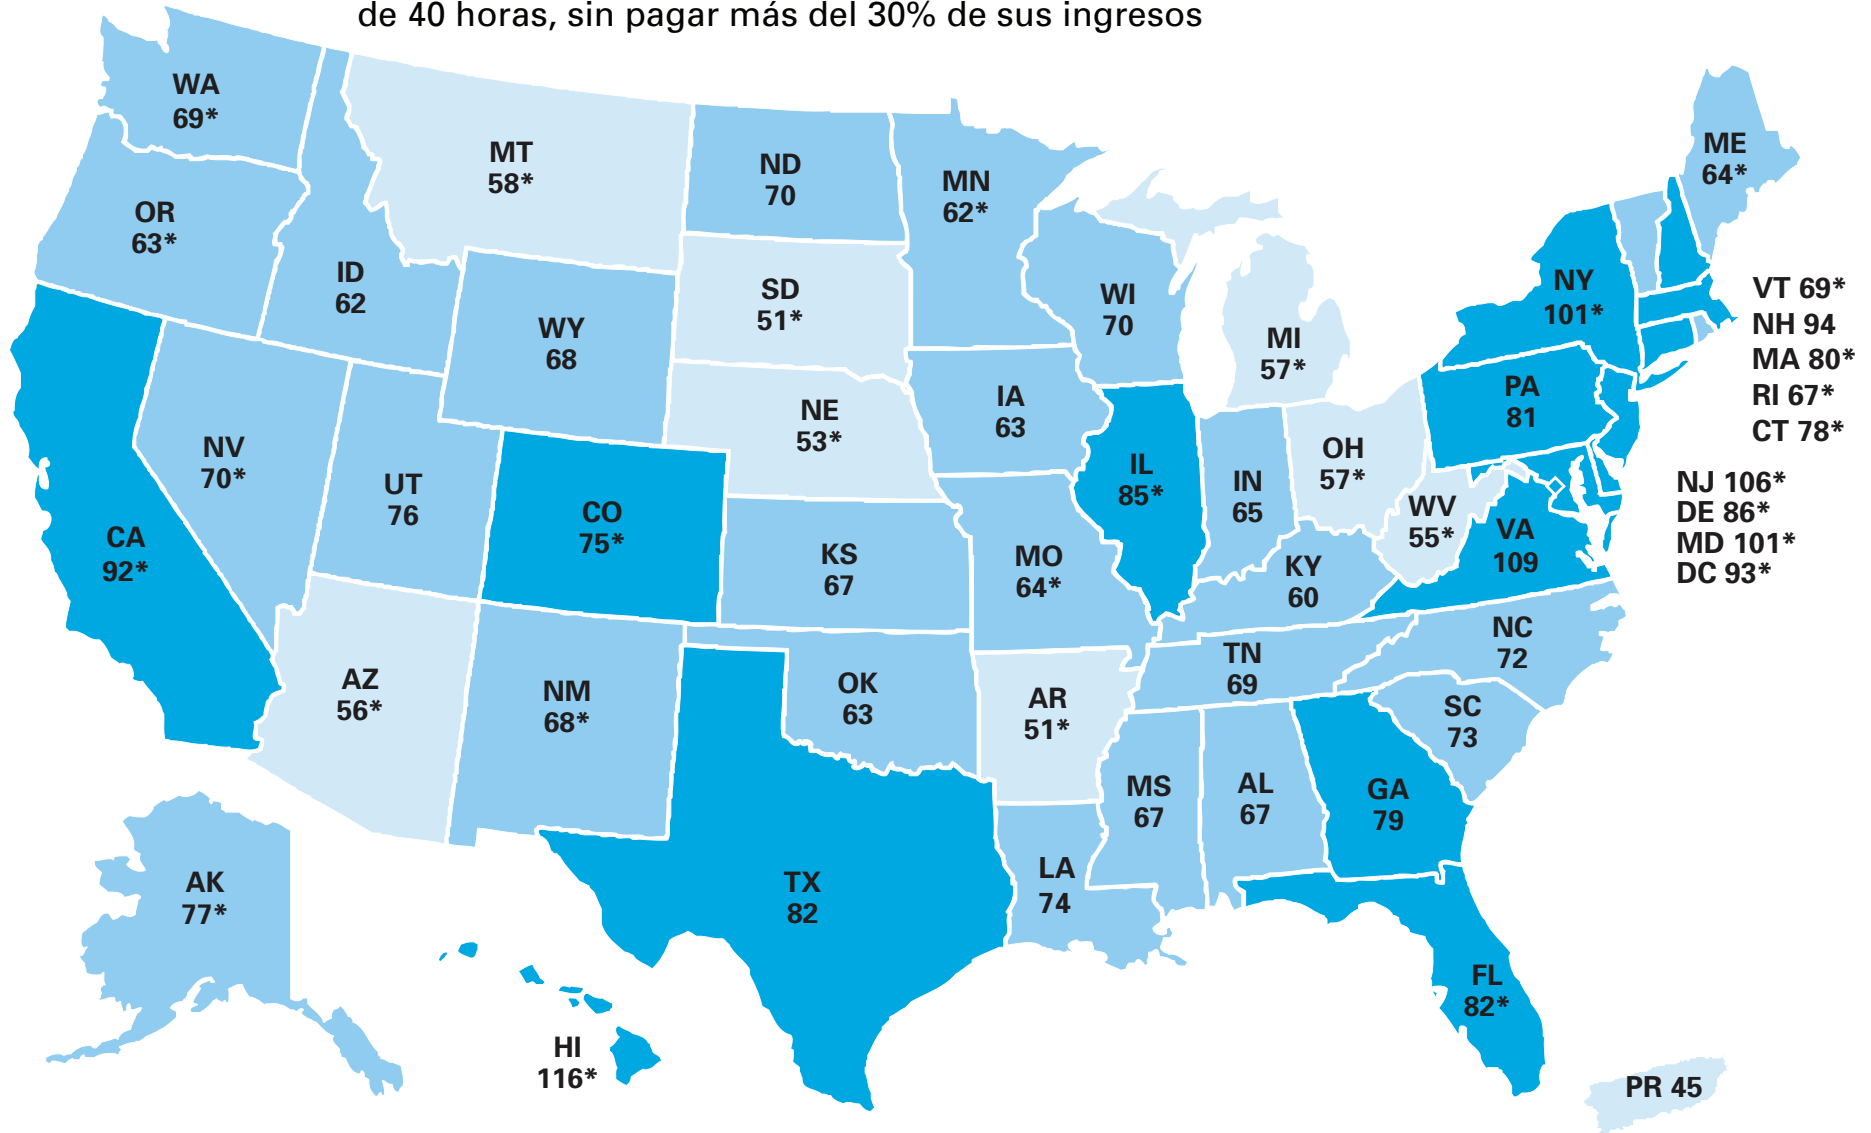 de 40 horas, sin pagar más del 30% de sus ingresos
WA
69*
MT
58*
ND
70
MN
62*
ME
64*
OR
63*
ID
62
WY
68
SD
51*
WI
70
MI
57*
NY
101*
VT 69*
NH 94
MA 80*
RI 67*
CT 78*
NV
70*
UT
76
CO
75*
NE
53*
IA
63
IL
85*
IN
65
OH
57*
PA
81
WV
55*
VA
109
NJ 106*
DE 86*
MD 101*
DC 93*
CA
92*
KS
67
MO
64*
KY
60
NC
72
TN
69
SC
73
AZ
56*
NM
68*
OK
63
AR
51*
MS
67
AL
67
GA
79
AK
77*
TX
82
LA
74
FL
82*
HI
116*
PR 45